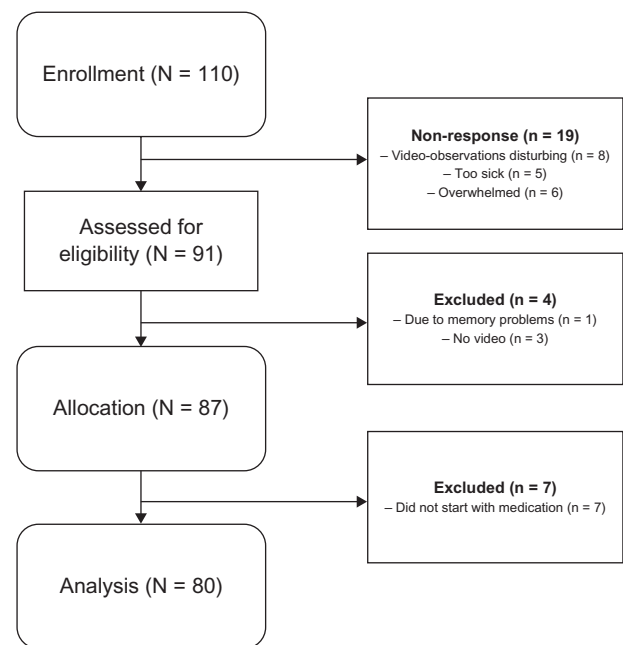 Enrollment (N = 110)
Non-response (n = 19)
– Video-observations disturbing (n = 8)
– Too sick (n = 5)
– Overwhelmed (n = 6)
Assessed for
eligibility (N = 91)
Excluded (n = 4)
– Due to memory problems (n = 1)
– No video (n = 3)
Allocation (N = 87)
Excluded (n = 7)
– Did not start with medication (n = 7)
Analysis (N = 80)